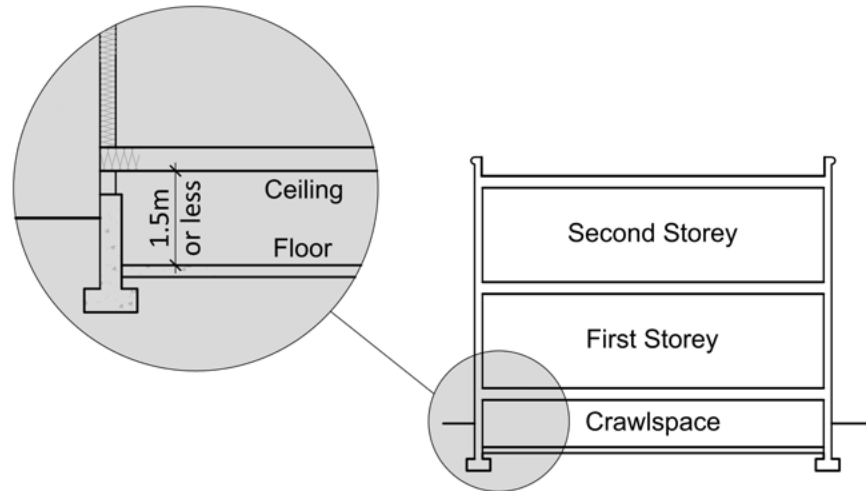 1.5m
or less
Ceiling
Floor
Second Storey
First Storey
Crawlspace